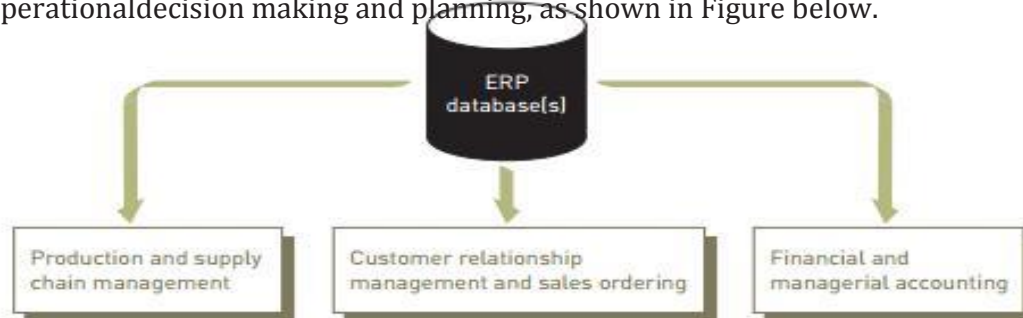 perationaldecision making and planning, as shown in Figure below.
ERP
database(s)
Production and supply
chain management
Customer relationship
management and sales ordering
Financial and
managerial accounting